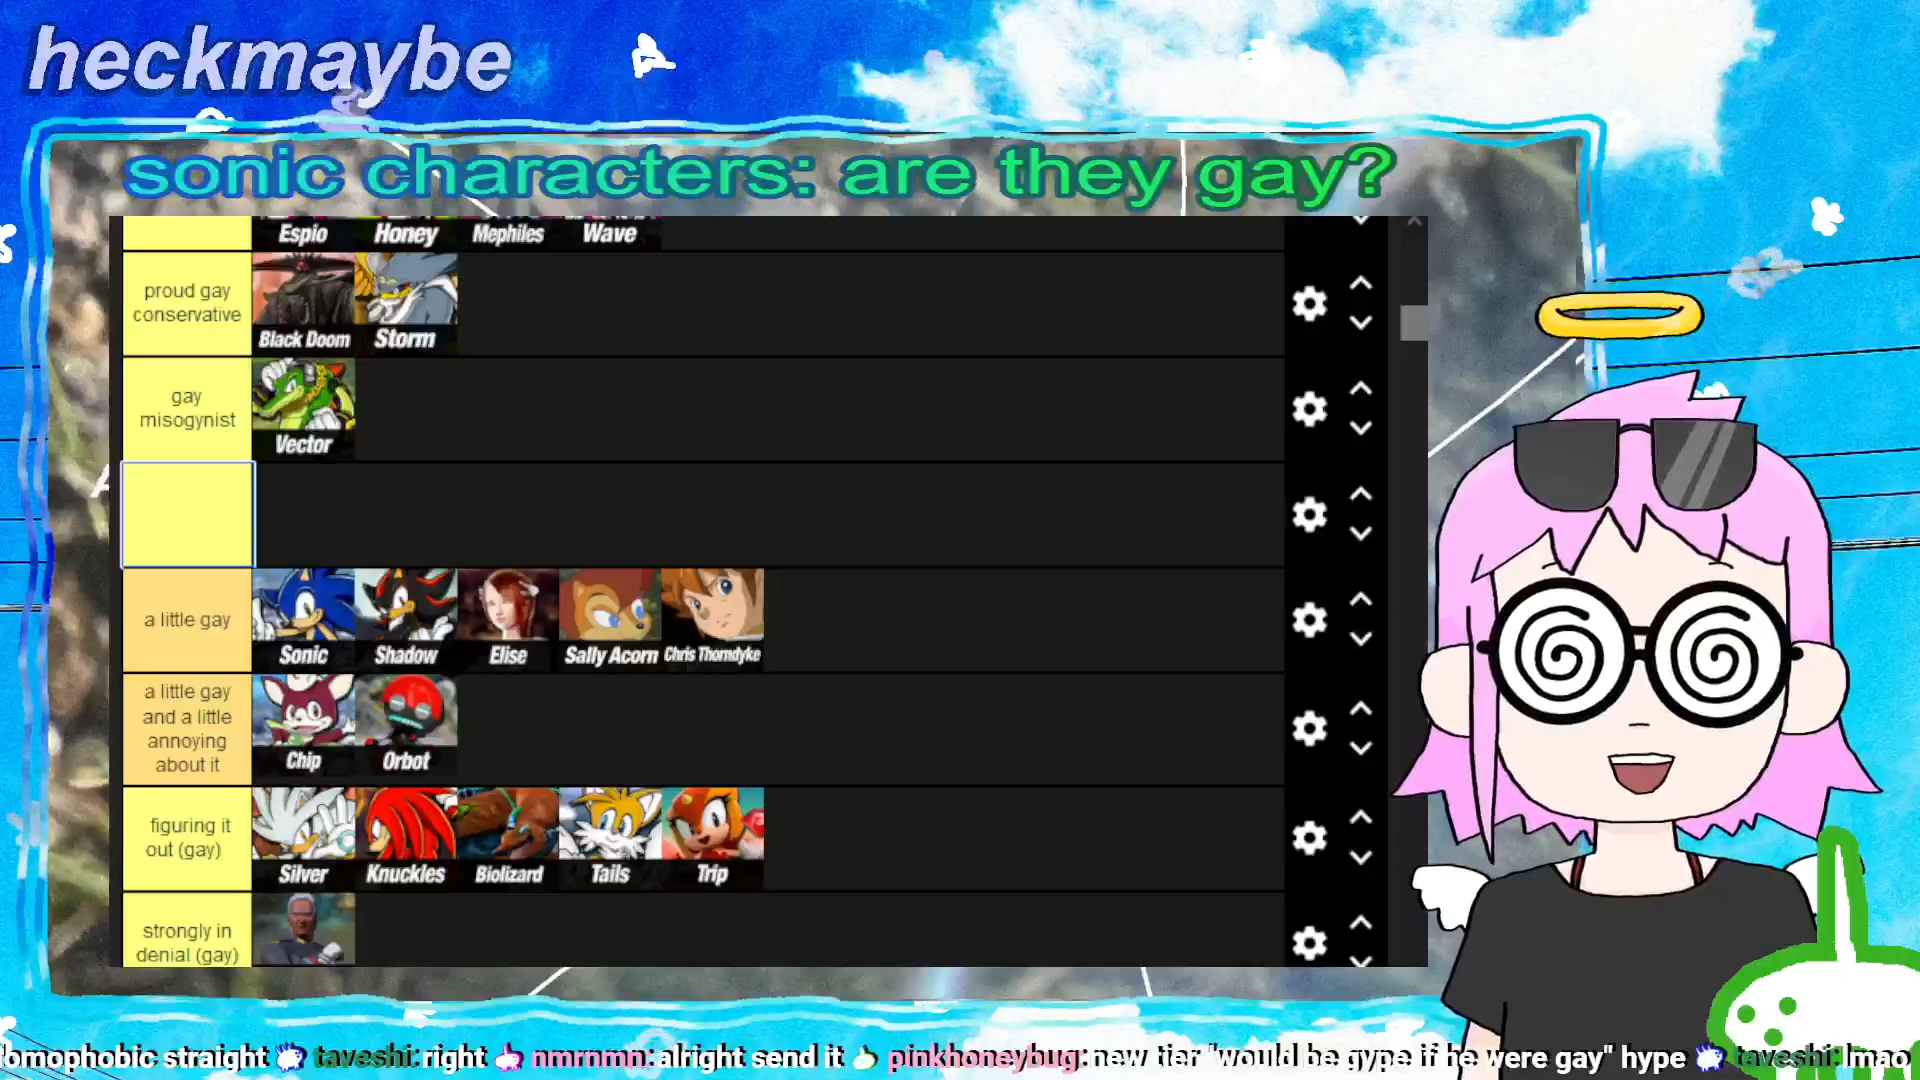 heckmaybe
sonic characters: are they gay?
Espio Honey Mephiles Wave
proud gay
conservative
Black Doom Storm
gay
misogynist
Vector
a little gay
Sonic Shadow Elise Sally Acorn Chris Thorndyke
a little gay
and a little
annoying
about it
Chip Orbot
figuring it
out (gay)
Silver Knuckles Biolizard Tails Trip
strongly in
denial (gay)
omophobic straight taveshi: right nmrnmn: alright send it pinkhoneybug: new tier "would be gype if he were gay" hype taveshi: lmao